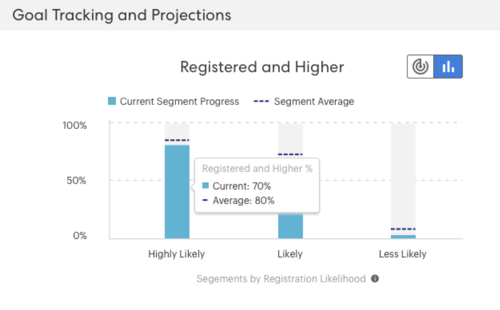 Goal Tracking and Projections
Registered and Higher
Current Segment Progress
Segment Average
100%
50%
0%
Registered and Higher %
Current: 70%
Average: 80%
Highly Likely
Likely
Less Likely
Segements by Registration Likelihood